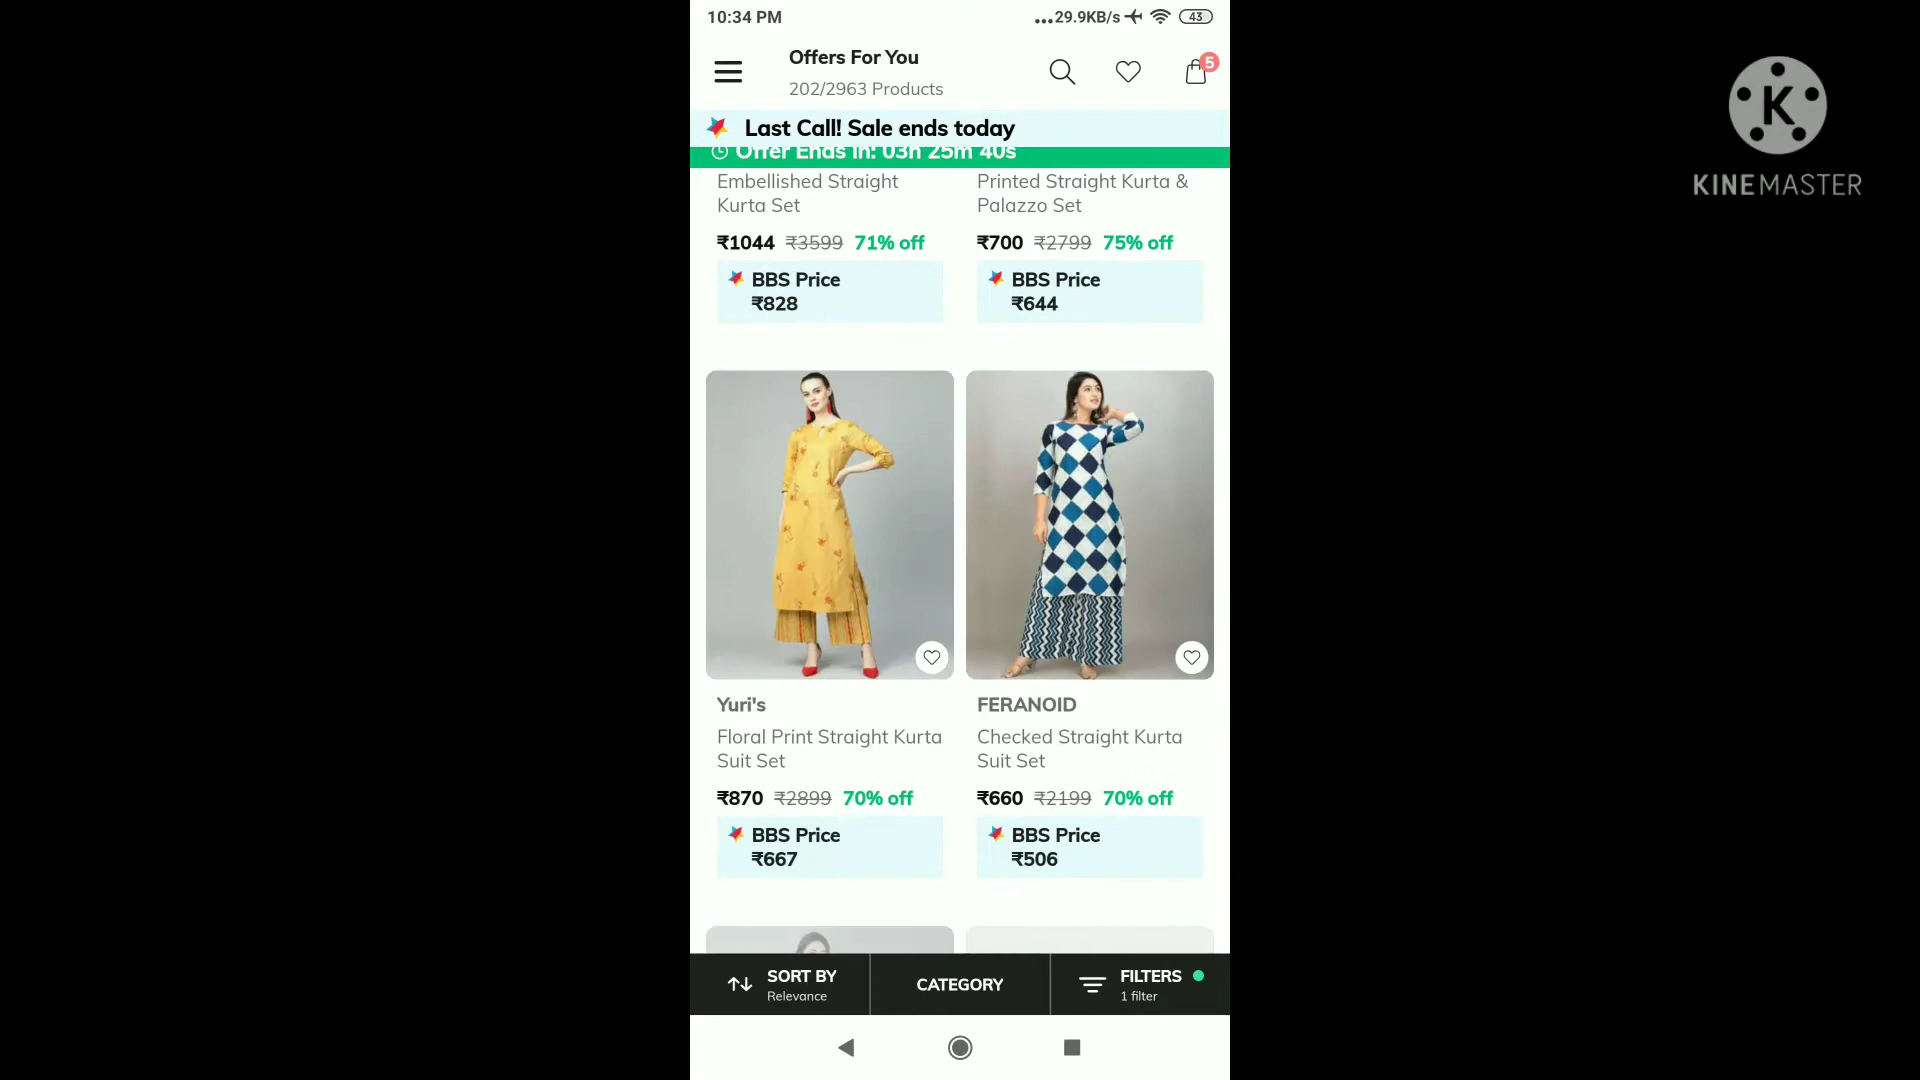 10:34 PM
...29.9KB/s
43
Offers For You
202/2963 Products
5
Last Call! Sale ends today
Offer Ends In: 03h 25m 40s
Embellished Straight
Kurta Set
₹1044 ₹3599 71% off
BBS Price
₹828
Printed Straight Kurta &
Palazzo Set
₹700 ₹2799 75% off
BBS Price
₹644
Yuri's
Floral Print Straight Kurta
Suit Set
₹870 ₹2899 70% off
BBS Price
₹667
FERANOID
Checked Straight Kurta
Suit Set
₹660 ₹2199 70% off
BBS Price
₹506
SORT BY
Relevance
CATEGORY
FILTERS
1 filter
K
KINEMASTER